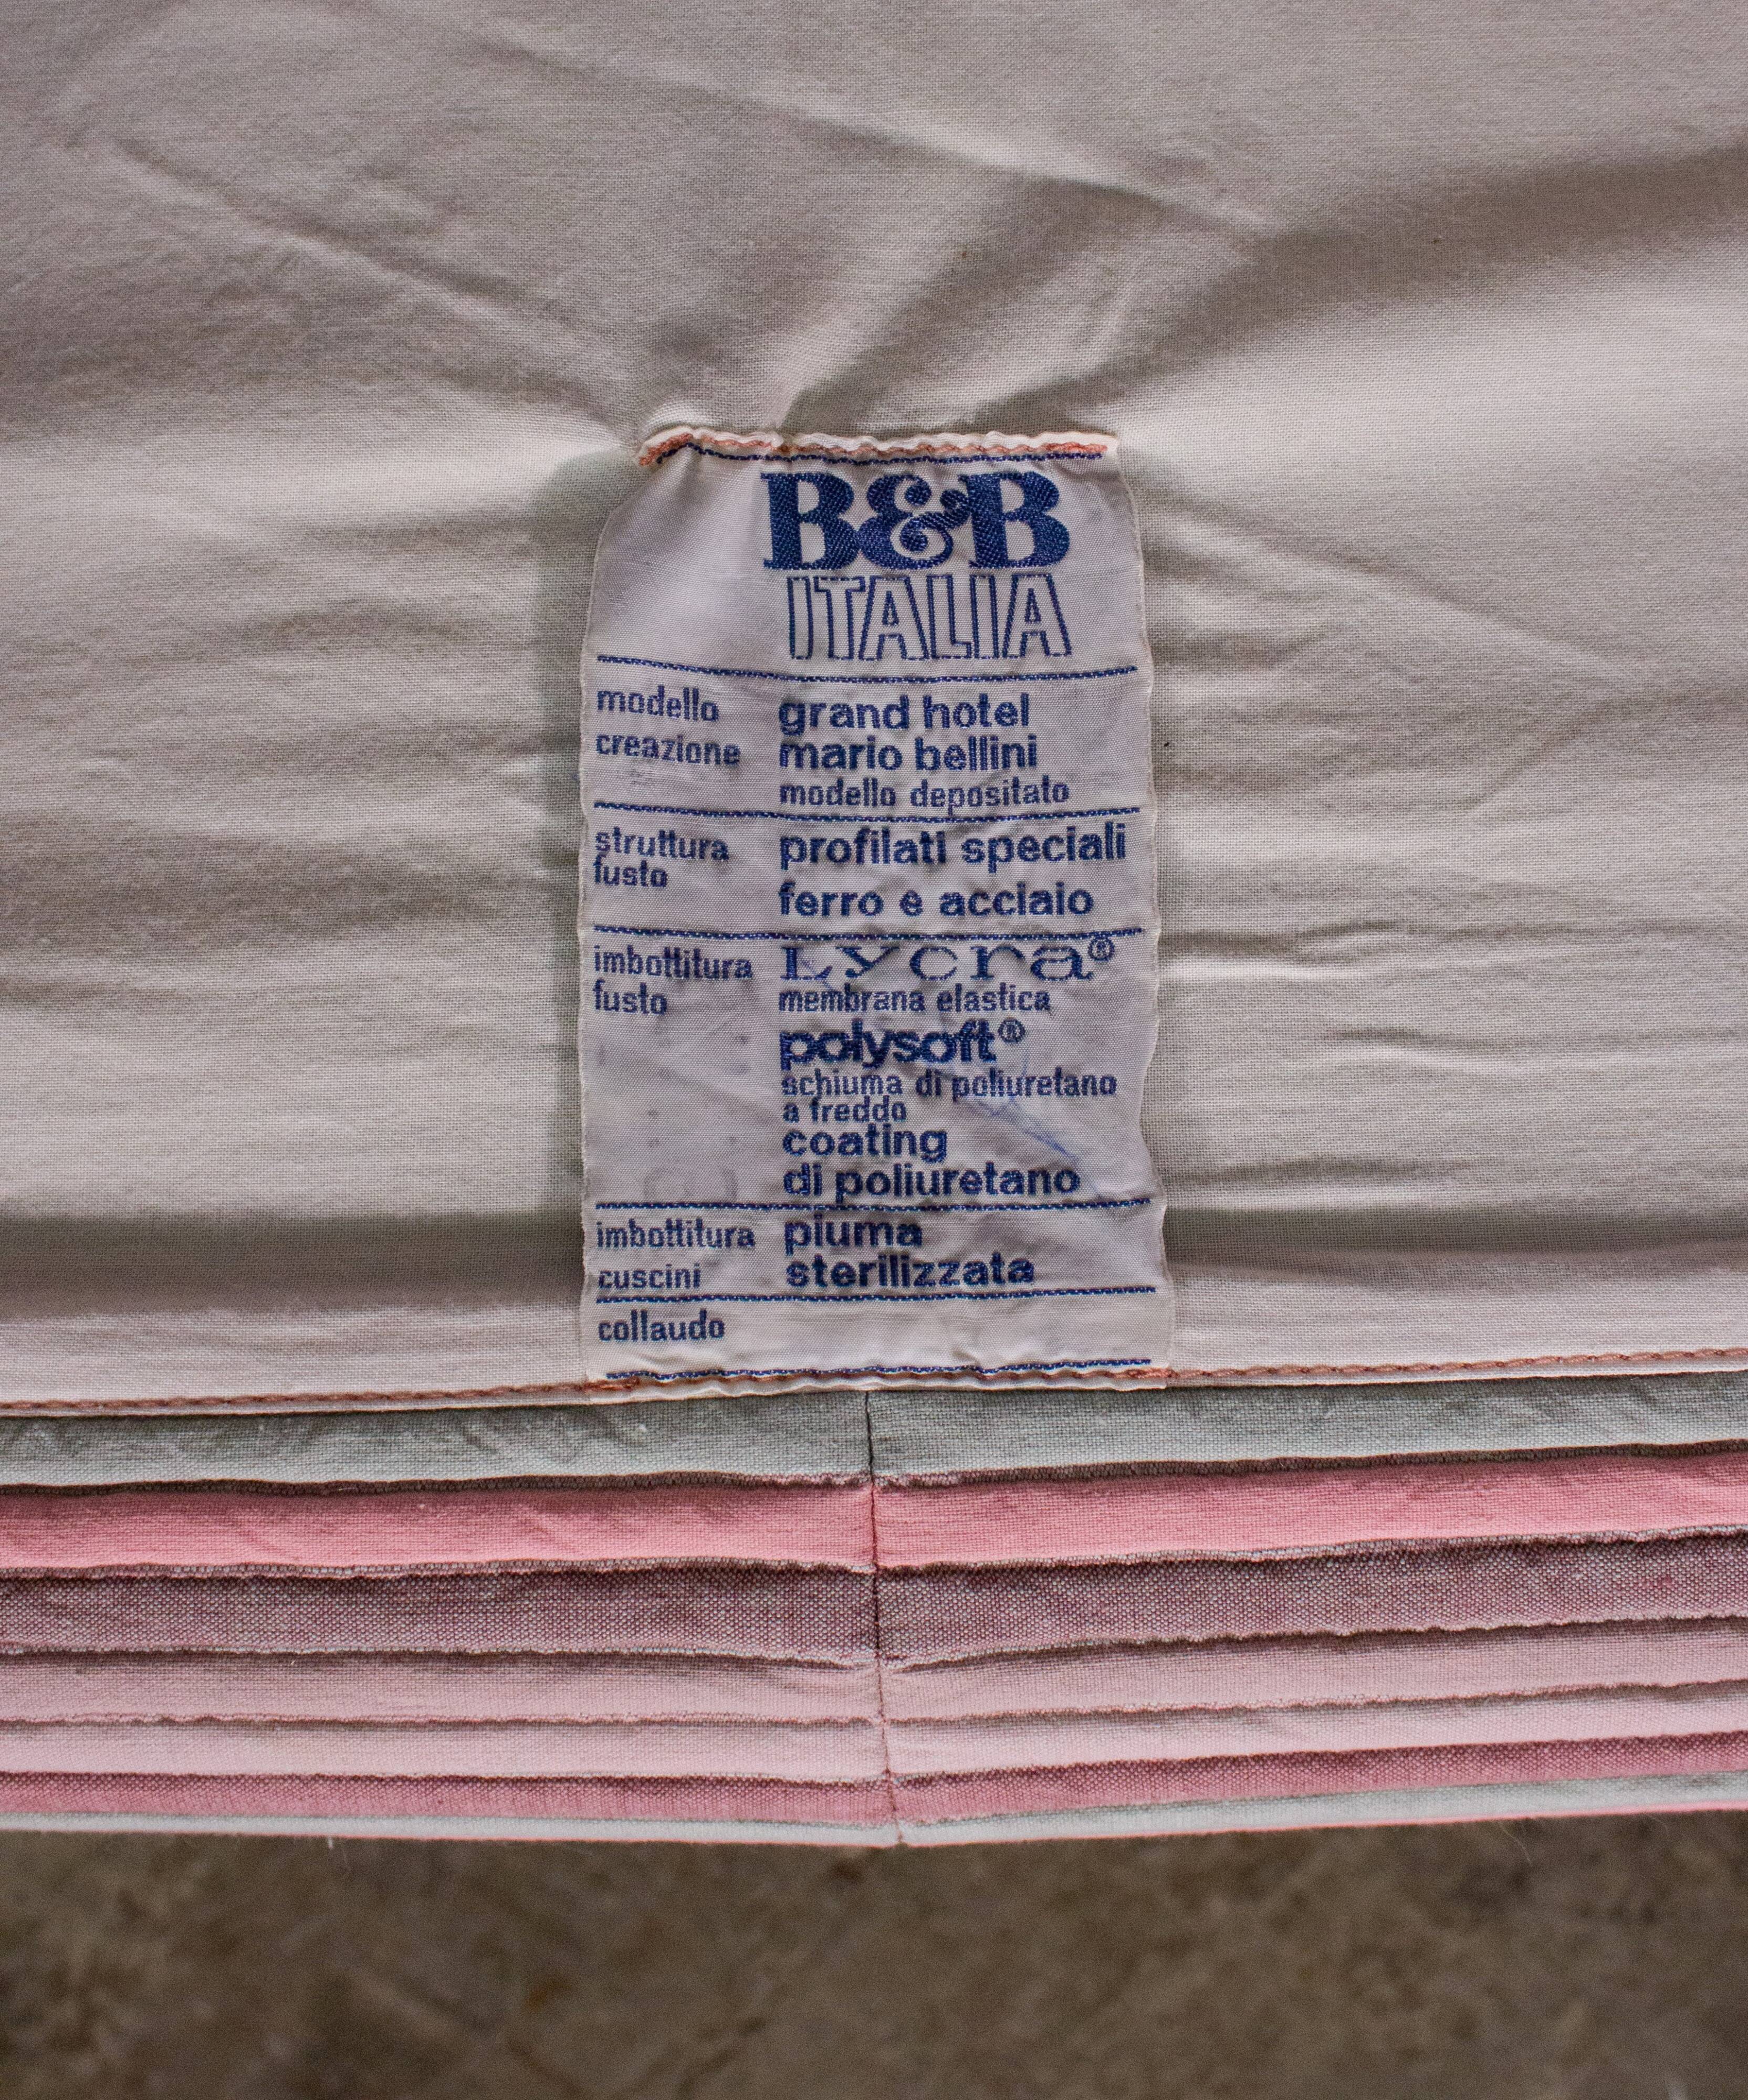 B&B
ITALIA
modello grand hotel
creazione mario bellini
modello depositato
struttura profilati speciali
fusto
ferro e acciaio
imbottitura Lycra®
fusto membrana elastica
polysoft®
schiuma di poliuretano
a freddo
coating
di poliuretano
imbottitura piuma
cuscini sterilizzata
collaudo